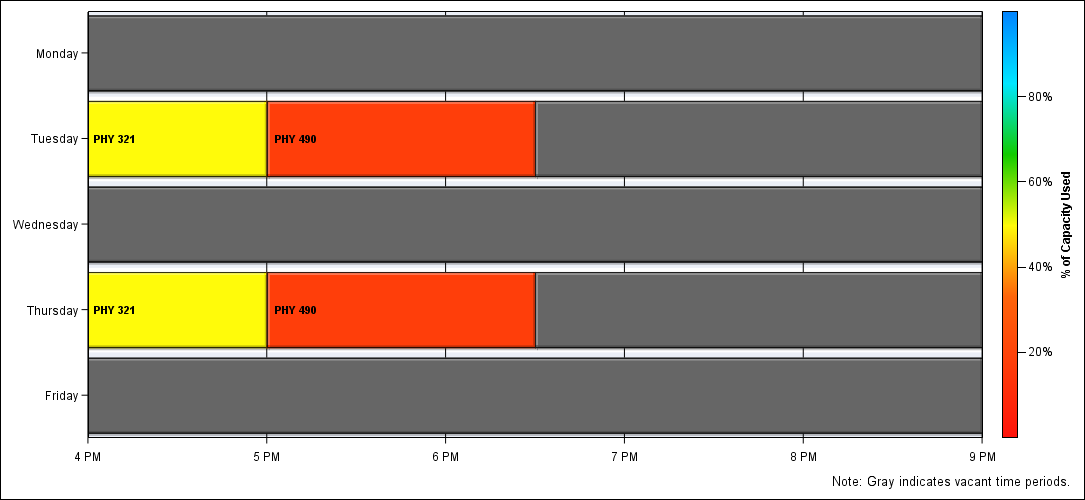 Monday
Tuesday
PHY 321
PHY 490
Wednesday
Thursday
PHY 321
PHY 490
Friday
4 PM
5 PM
6 PM
7 PM
8 PM
9 PM
80%
60%
40%
20%
% of Capacity Used
Note: Gray indicates vacant time periods.